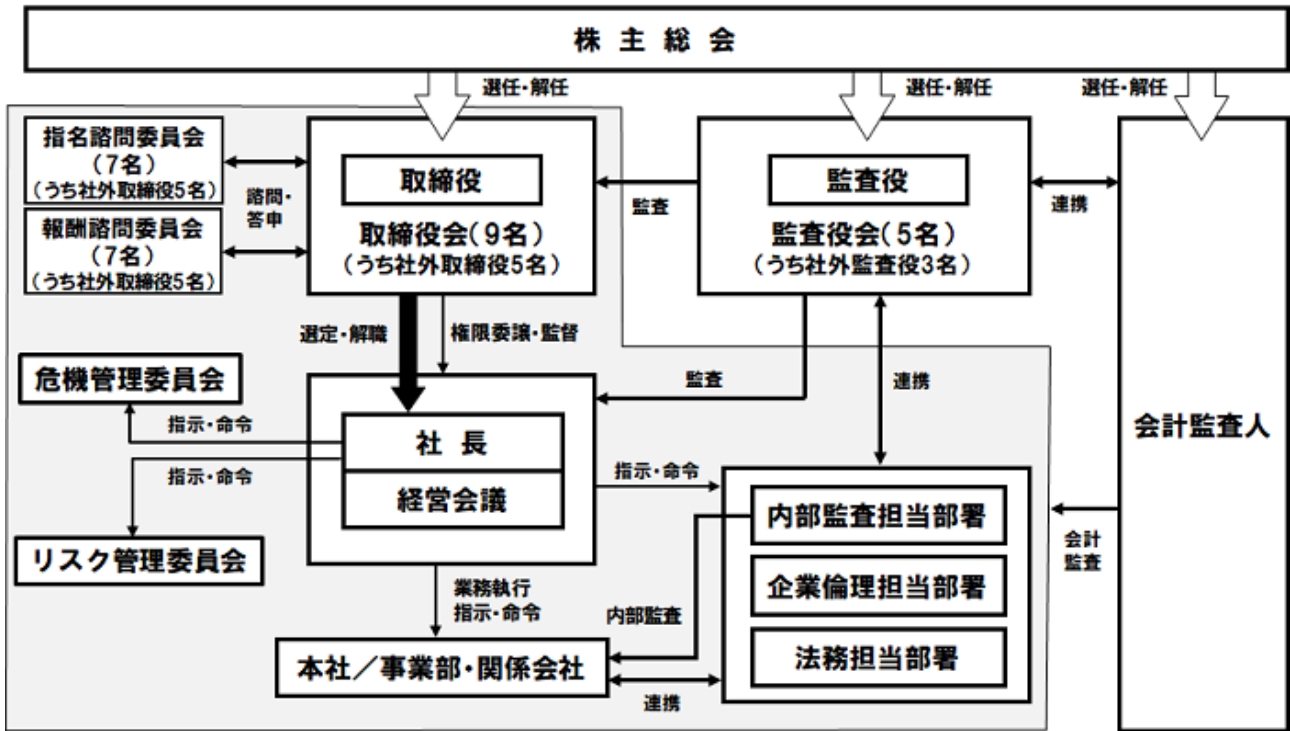 株 主 総 会
選任・解任
選任・解任
選任・解任
指名諮問委員会
(7名)
(うち社外取締役5名)
報酬諮問委員会
(7名)
(うち社外取締役5名)
諮問・
答申
取締役
取締役会(9名)
(うち社外取締役5名)
監査
監査役
監査役会(5名)
(うち社外監査役3名)
連携
会計監査人
選定・解職
権限委譲・監督
監査
連携
危機管理委員会
指示・命令
指示・命令
リスク管理委員会
社 長
経営会議
指示・命令
内部監査担当部署
企業倫理担当部署
法務担当部署
会計
監査
業務執行
指示・命令
内部監査
本社/事業部・関係会社
連携